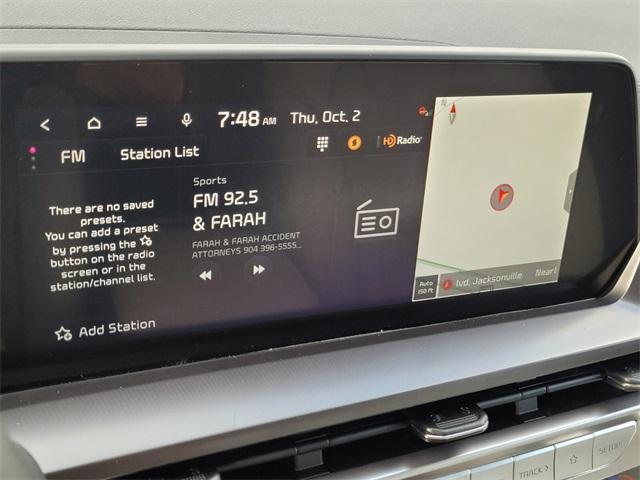 7:48 AM Thu, Oct. 2
FM Station List
HD Radio
There are no saved
presets.
You can add a preset
by pressing the ☆
button on the radio
screen or in the
station/channel list.
Add Station
Sports
FM 92.5
& FARAH
FARAH & FARAH ACCIDENT
ATTORNEYS 904 396-5555...
Auto
150 ft
lvd, Jacksonville Nearl
TRACK >
SETUP